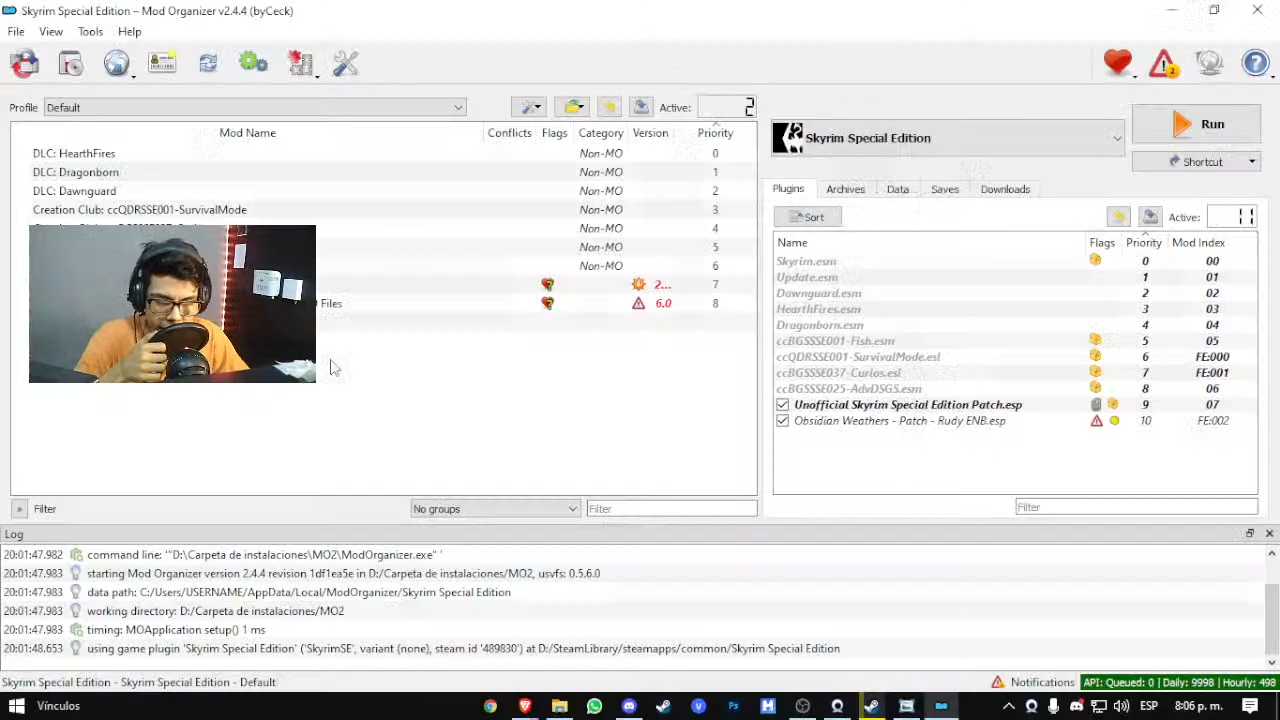 Skyrim Special Edition – Mod Organizer v2.4.4 (byCeck)
File View Tools Help
Profile Default Active: 2
Mod Name Conflicts Flags Category Version Priority
DLC: HearthFires Non-MO 0
DLC: Dragonborn Non-MO 1
DLC: Dawnguard Non-MO 2
Creation Club: ccQDRSSE001-SurvivalMode Non-MO 3
Non-MO 4
Non-MO 5
Non-MO 6
2... 7
Files 6.0 8
» Filter No groups Filter
Skyrim Special Edition
Run
Shortcut
Plugins Archives Data Saves Downloads
Sort Active: 11
Name Flags Priority Mod Index
Skyrim.esm 0 00
Update.esm 1 01
Dawnguard.esm 2 02
HearthFires.esm 3 03
Dragonborn.esm 4 04
ccBGSSSE001-Fish.esm 5 05
ccQDRSSE001-SurvivalMode.esl 6 FE:000
ccBGSSSE037-Curios.esl 7 FE:001
ccBGSSSE025-AdvDSGS.esm 8 06
Unofficial Skyrim Special Edition Patch.esp 9 07
Obsidian Weathers - Patch - Rudy ENB.esp 10 FE:002
Filter
Log
20:01:47.982 command line: '"D:\Carpeta de instalaciones\MO2\ModOrganizer.exe" '
20:01:47.983 starting Mod Organizer version 2.4.4 revision 1df1ea5e in D:/Carpeta de instalaciones/MO2, usvfs: 0.5.6.0
20:01:47.983 data path: C:/Users/USERNAME/AppData/Local/ModOrganizer/Skyrim Special Edition
20:01:47.983 working directory: D:/Carpeta de instalaciones/MO2
20:01:47.983 timing: MOApplication setup() 1 ms
20:01:48.653 using game plugin 'Skyrim Special Edition' ('SkyrimSE', variant (none), steam id '489830') at D:/SteamLibrary/steamapps/common/Skyrim Special Edition
Skyrim Special Edition - Skyrim Special Edition - Default Notifications API: Queued: 0 | Daily: 9998 | Hourly: 498
Vínculos ESP 8:06 p. m.